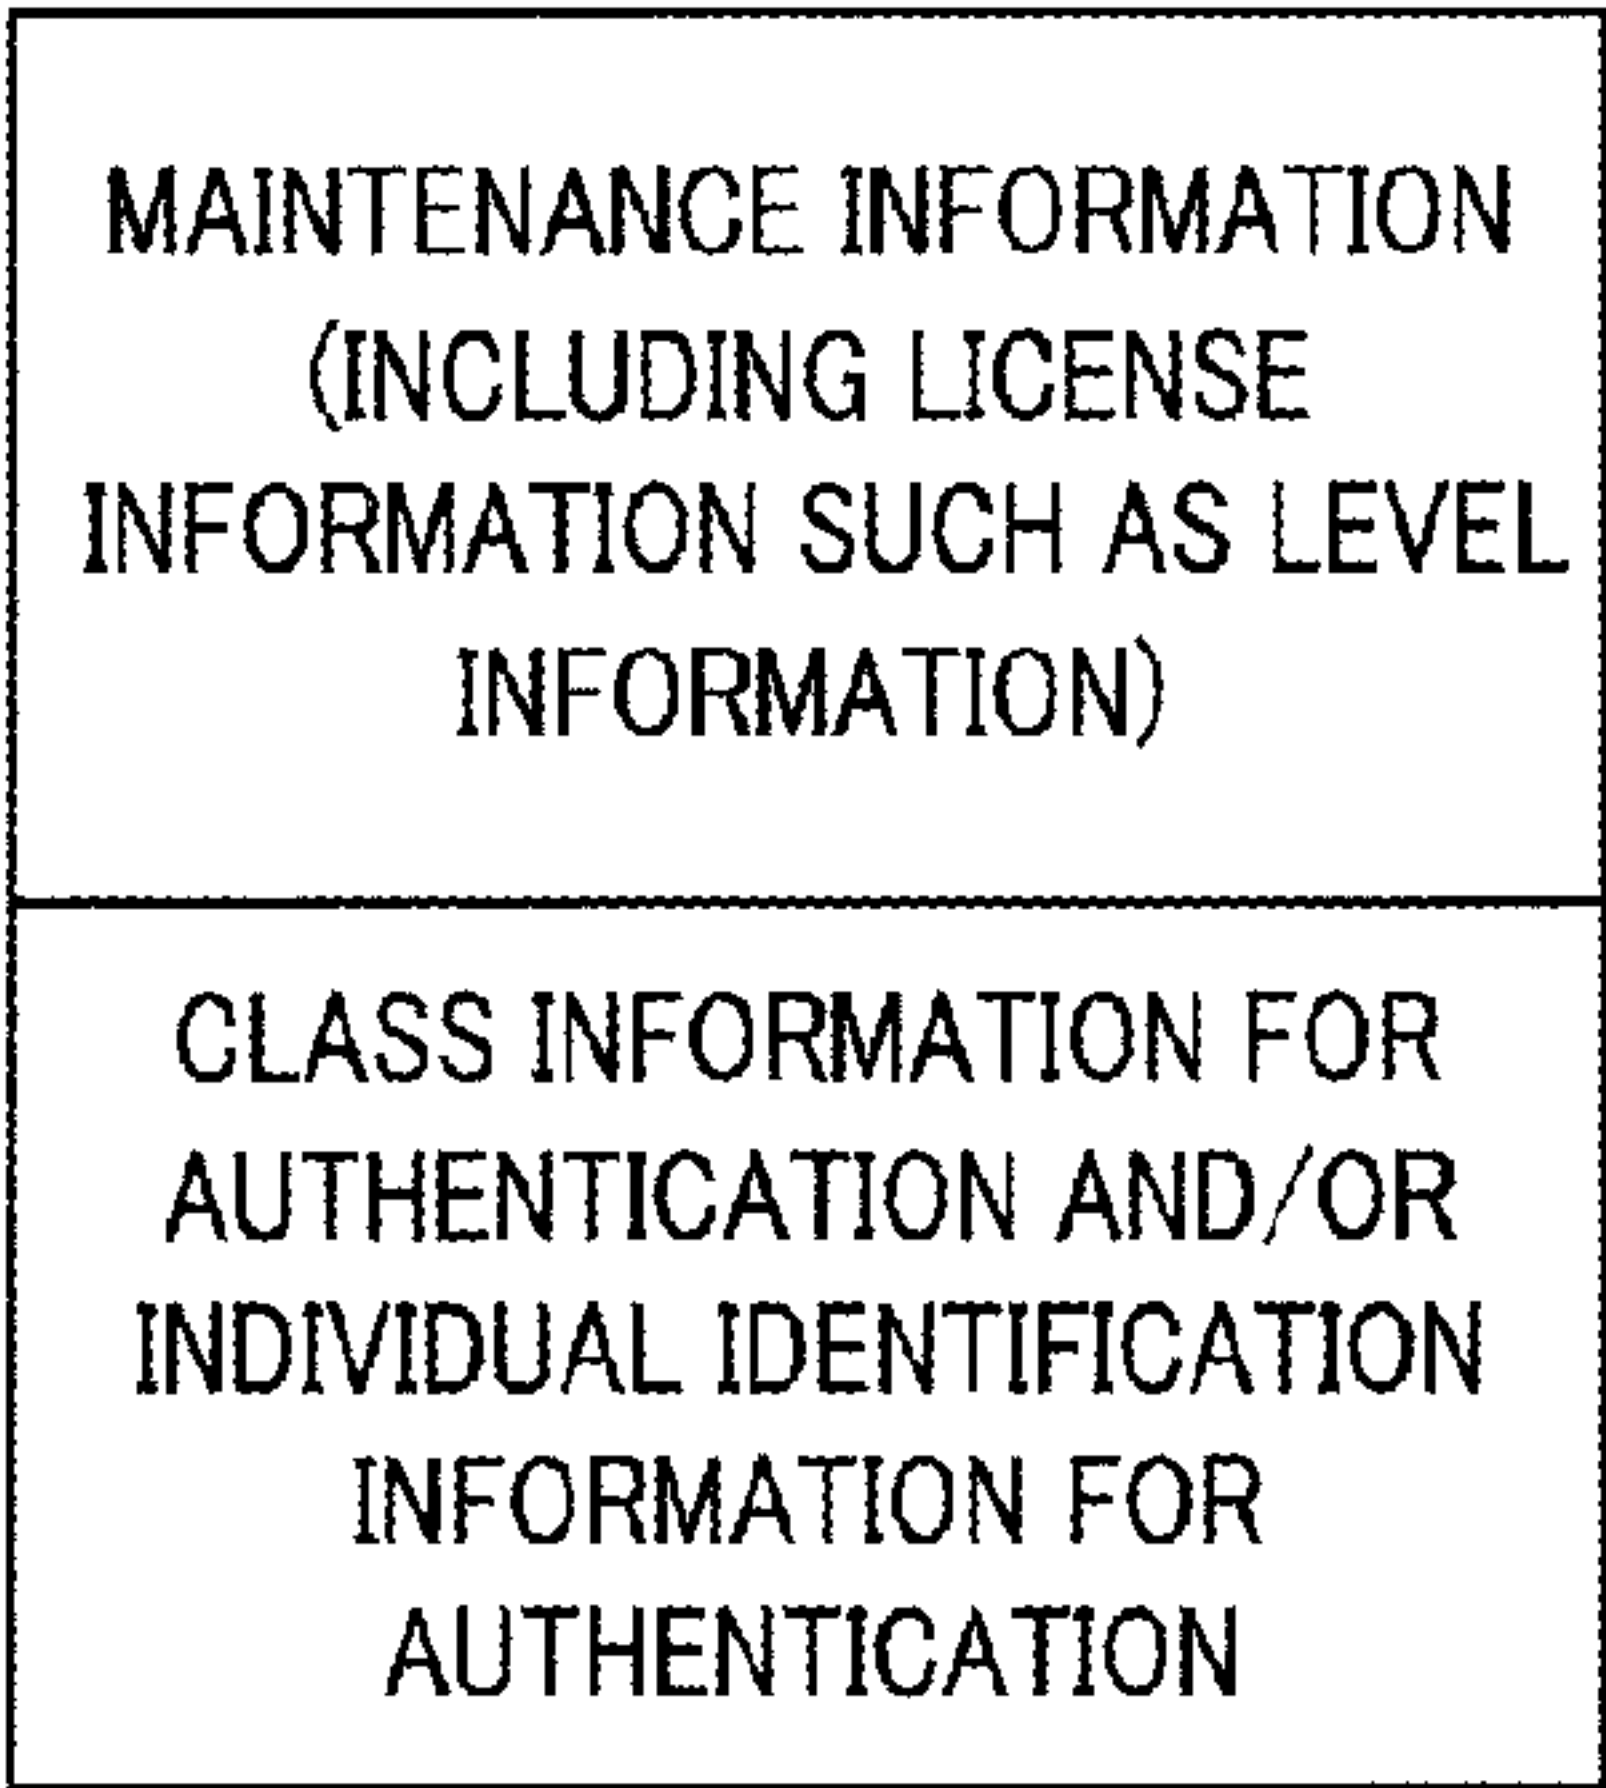 MAINTENANCE INFORMATION
(INCLUDING LICENSE
INFORMATION SUCH AS LEVEL
INFORMATION)
CLASS INFORMATION FOR
AUTHENTICATION AND/OR
INDIVIDUAL IDENTIFICATION
INFORMATION FOR
AUTHENTICATION